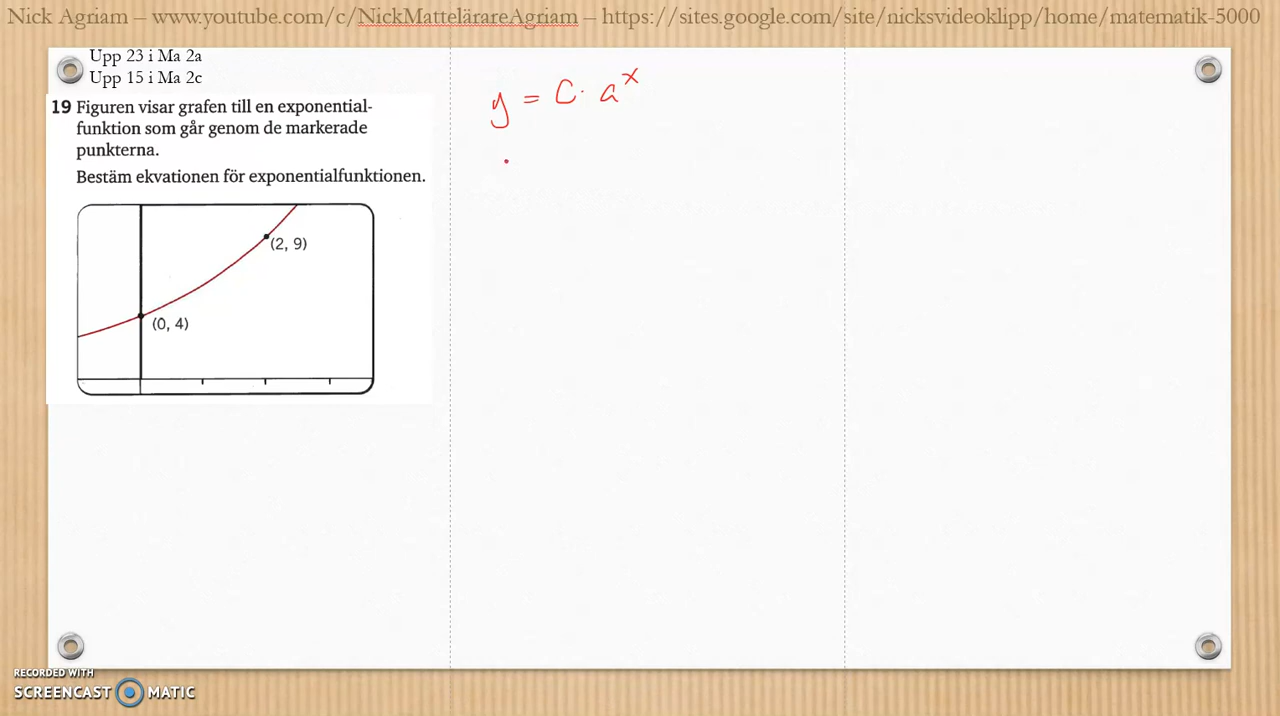 Nick Agriam – www.youtube.com/c/NickMattelärareAgriam – https://sites.google.com/site/nicksvideoklipp/home/matematik-5000
Upp 23 i Ma 2a
Upp 15 i Ma 2c
19 Figuren visar grafen till en exponential-
funktion som går genom de markerade
punkterna.
Bestäm ekvationen för exponentialfunktionen.
(2, 9)
(0, 4)
y = C · a^x
RECORDED WITH
SCREENCAST MATIC